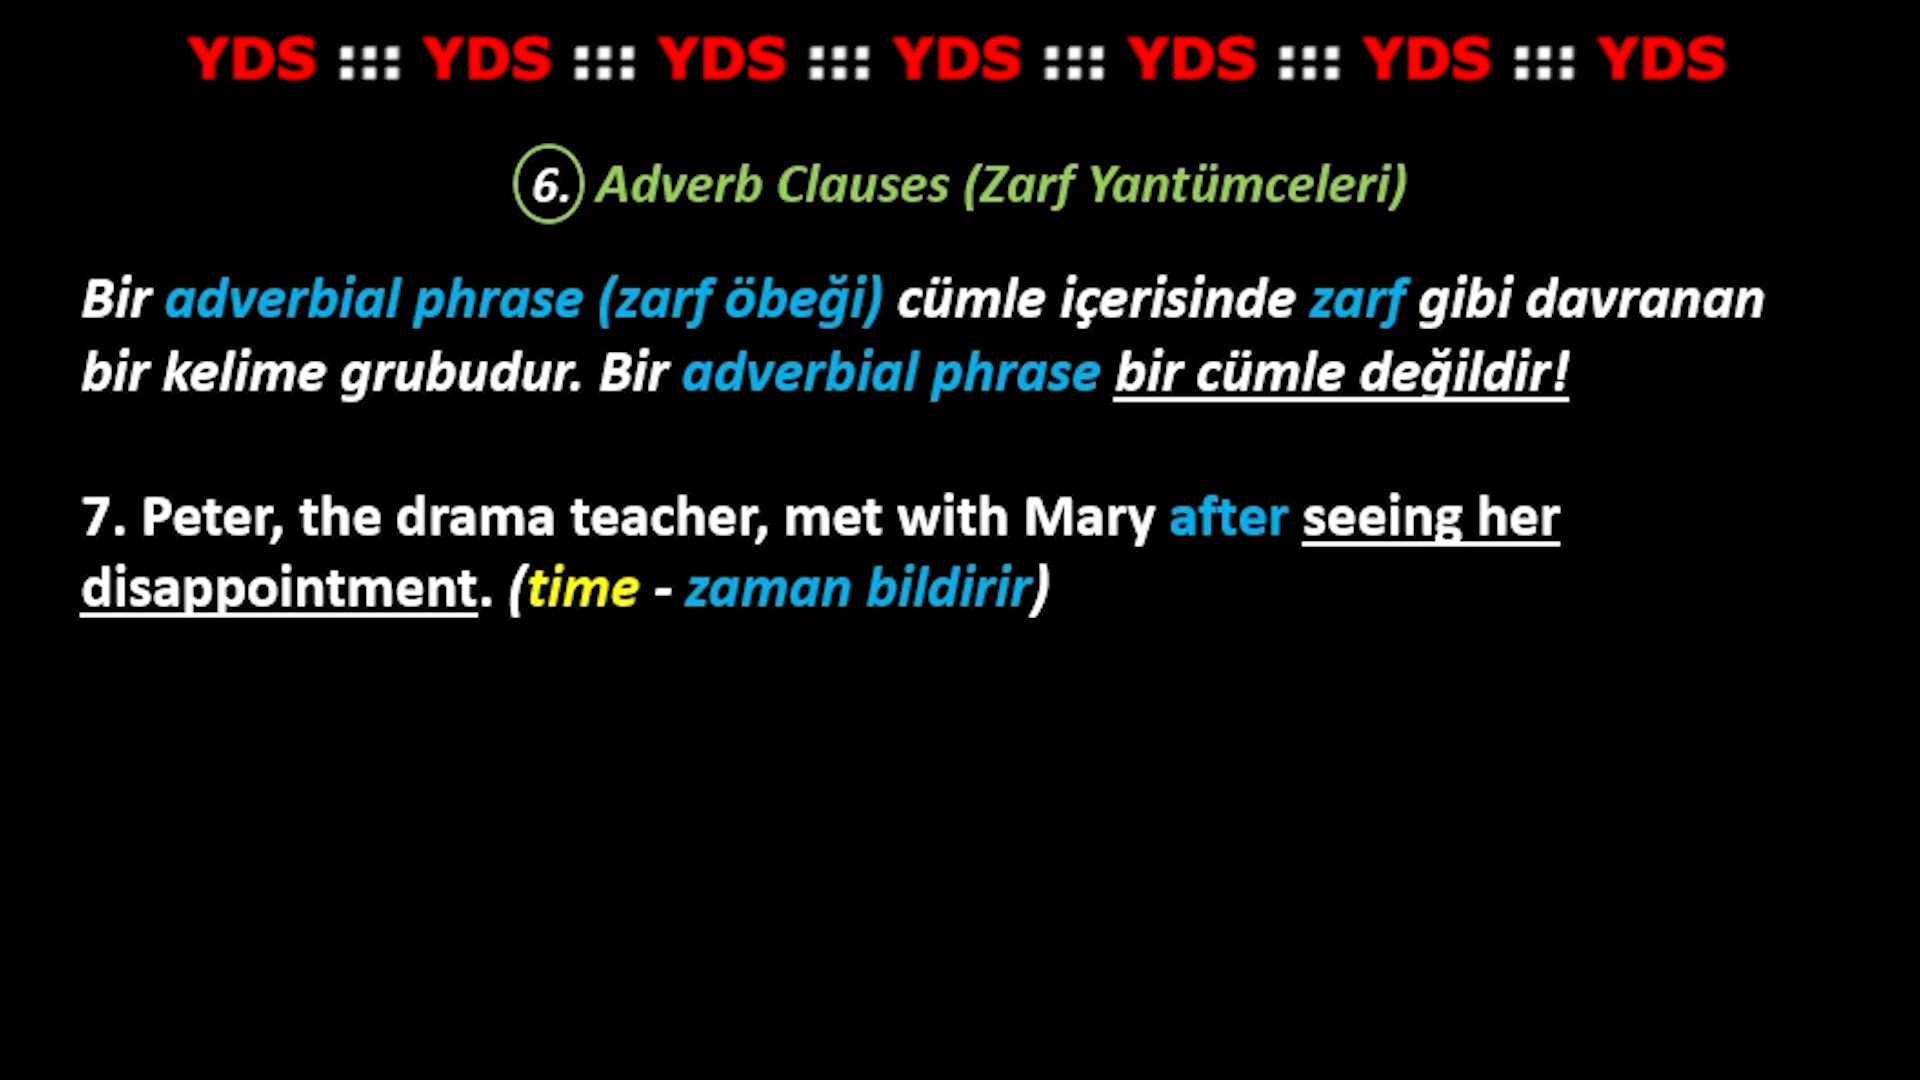 YDS ::: YDS ::: YDS ::: YDS ::: YDS ::: YDS ::: YDS
6. Adverb Clauses (Zarf Yantümceleri)
Bir adverbial phrase (zarf öbeği) cümle içerisinde zarf gibi davranan
bir kelime grubudur. Bir adverbial phrase bir cümle değildir!
7. Peter, the drama teacher, met with Mary after seeing her
disappointment. (time - zaman bildirir)